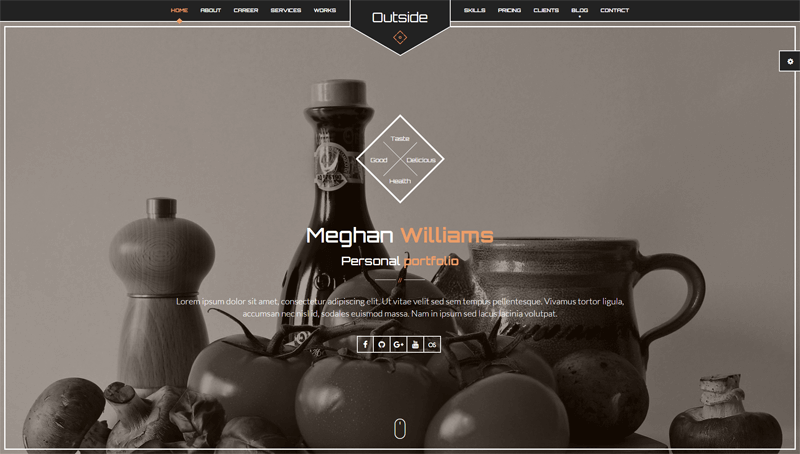 HOME ABOUT CAREER SERVICES WORKS
Outside
SKILLS PRICING CLIENTS BLOG CONTACT
Taste
Good Delicious
Health
Meghan Williams
Personal portfolio
Lorem ipsum dolor sit amet, consectetur adipiscing elit. Ut vitae velit sed sem tempus pellentesque. Vivamus tortor ligula,
accumsan nec nisl id, sodales euismod massa. Nam in ipsum sed lacus lacinia volutpat.